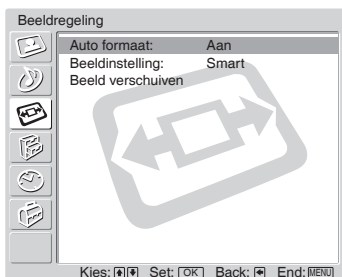 Beeldregeling
Auto formaat: Aan
Beeldinstelling: Smart
Beeld verschuiven
Kies: Set: OK Back: End: MENU